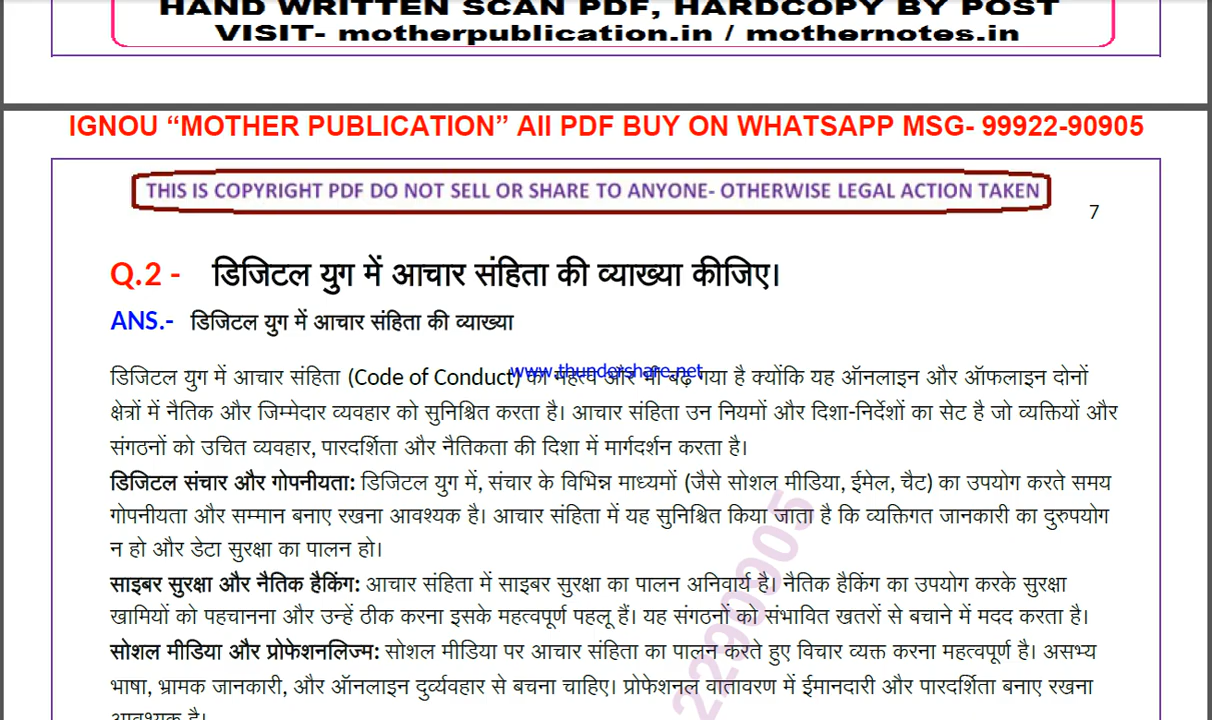 HAND WRITTEN SCAN PDF, HARDCOPY BY POST
VISIT- motherpublication.in / mothernotes.in
IGNOU “MOTHER PUBLICATION” All PDF BUY ON WHATSAPP MSG- 99922-90905
THIS IS COPYRIGHT PDF DO NOT SELL OR SHARE TO ANYONE- OTHERWISE LEGAL ACTION TAKEN
7
Q.2 - डिजिटल युग में आचार संहिता की व्याख्या कीजिए।
ANS.- डिजिटल युग में आचार संहिता की व्याख्या
www.thundershare.net
डिजिटल युग में आचार संहिता (Code of Conduct) का महत्व और भी बढ़ गया है क्योंकि यह ऑनलाइन और ऑफलाइन दोनों
क्षेत्रों में नैतिक और जिम्मेदार व्यवहार को सुनिश्चित करता है। आचार संहिता उन नियमों और दिशा-निर्देशों का सेट है जो व्यक्तियों और
संगठनों को उचित व्यवहार, पारदर्शिता और नैतिकता की दिशा में मार्गदर्शन करता है।
डिजिटल संचार और गोपनीयता: डिजिटल युग में, संचार के विभिन्न माध्यमों (जैसे सोशल मीडिया, ईमेल, चैट) का उपयोग करते समय
गोपनीयता और सम्मान बनाए रखना आवश्यक है। आचार संहिता में यह सुनिश्चित किया जाता है कि व्यक्तिगत जानकारी का दुरुपयोग
न हो और डेटा सुरक्षा का पालन हो।
साइबर सुरक्षा और नैतिक हैकिंग: आचार संहिता में साइबर सुरक्षा का पालन अनिवार्य है। नैतिक हैकिंग का उपयोग करके सुरक्षा
खामियों को पहचानना और उन्हें ठीक करना इसके महत्वपूर्ण पहलू हैं। यह संगठनों को संभावित खतरों से बचाने में मदद करता है।
सोशल मीडिया और प्रोफेशनलिज्म: सोशल मीडिया पर आचार संहिता का पालन करते हुए विचार व्यक्त करना महत्वपूर्ण है। असभ्य
भाषा, भ्रामक जानकारी, और ऑनलाइन दुर्व्यवहार से बचना चाहिए। प्रोफेशनल वातावरण में ईमानदारी और पारदर्शिता बनाए रखना
आवश्यक है।
2290905